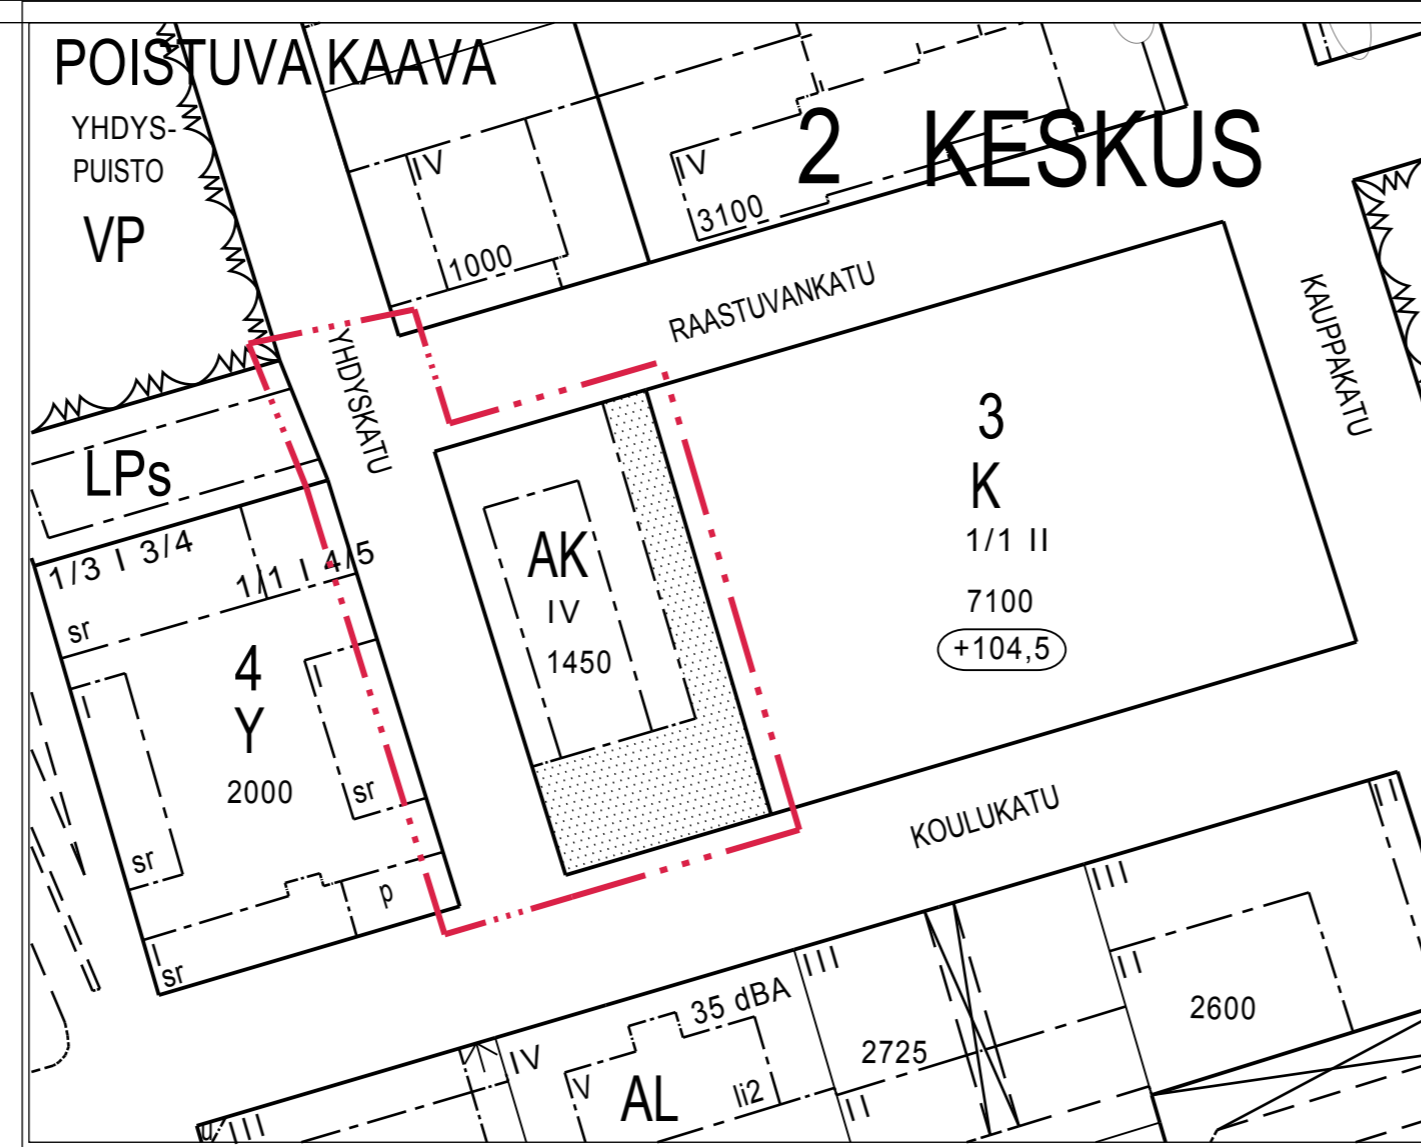 POISTUVA KAAVA
YHDYS-
PUISTO
VP
2 KESKUS
IV
1000
IV
3100
RAASTUVANKATU
KAUPPAKATU
YHDYSKATU
LPs
1/3 I 3/4
1/1 I 4/5
sr
4
Y
2000
I
sr
I
sr
p
I
sr
AK
IV
1450
3
K
1/1 II
7100
+104,5
KOULUKATU
III
IV
V
35 dBA
AL
li2
III
2725
II
III
II
2600
II
u